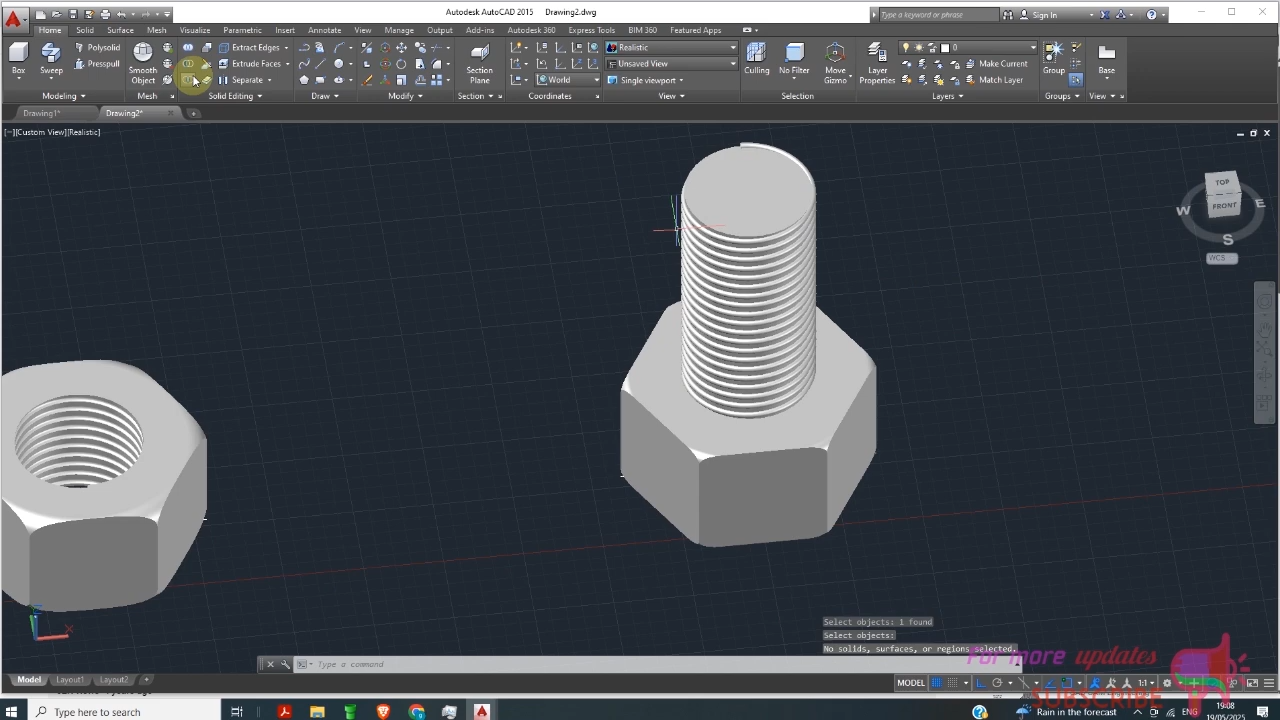 Autodesk AutoCAD 2015 Drawing2.dwg
Type a keyword or phrase
Sign In
Home Solid Surface Mesh Visualize Parametric Insert Annotate View Manage Output Add-ins Autodesk 360 Express Tools BIM 360 Featured Apps
Box
Sweep
Polysolid
Presspull
Smooth Object
Extract Edges
Extrude Faces
Separate
World
Realistic
Unsaved View
Single viewport
Section Plane
Culling
No Filter
Move Gizmo
Layer Properties
0
Make Current
Match Layer
Group
Base
Modeling
Mesh
Solid Editing
Draw
Modify
Section
Coordinates
View
Selection
Layers
Groups
View
Drawing1*
Drawing2*
[−][Custom View][Realistic]
TOP
FRONT
W
E
S
WCS
Select objects: 1 found
Select objects:
No solids, surfaces, or regions selected.
For more updates
SUBSCRIBE
Type a command
Model
Layout1
Layout2
MODEL
1:1
Type here to search
Rain in the forecast
ENG
19:08
19/05/2025